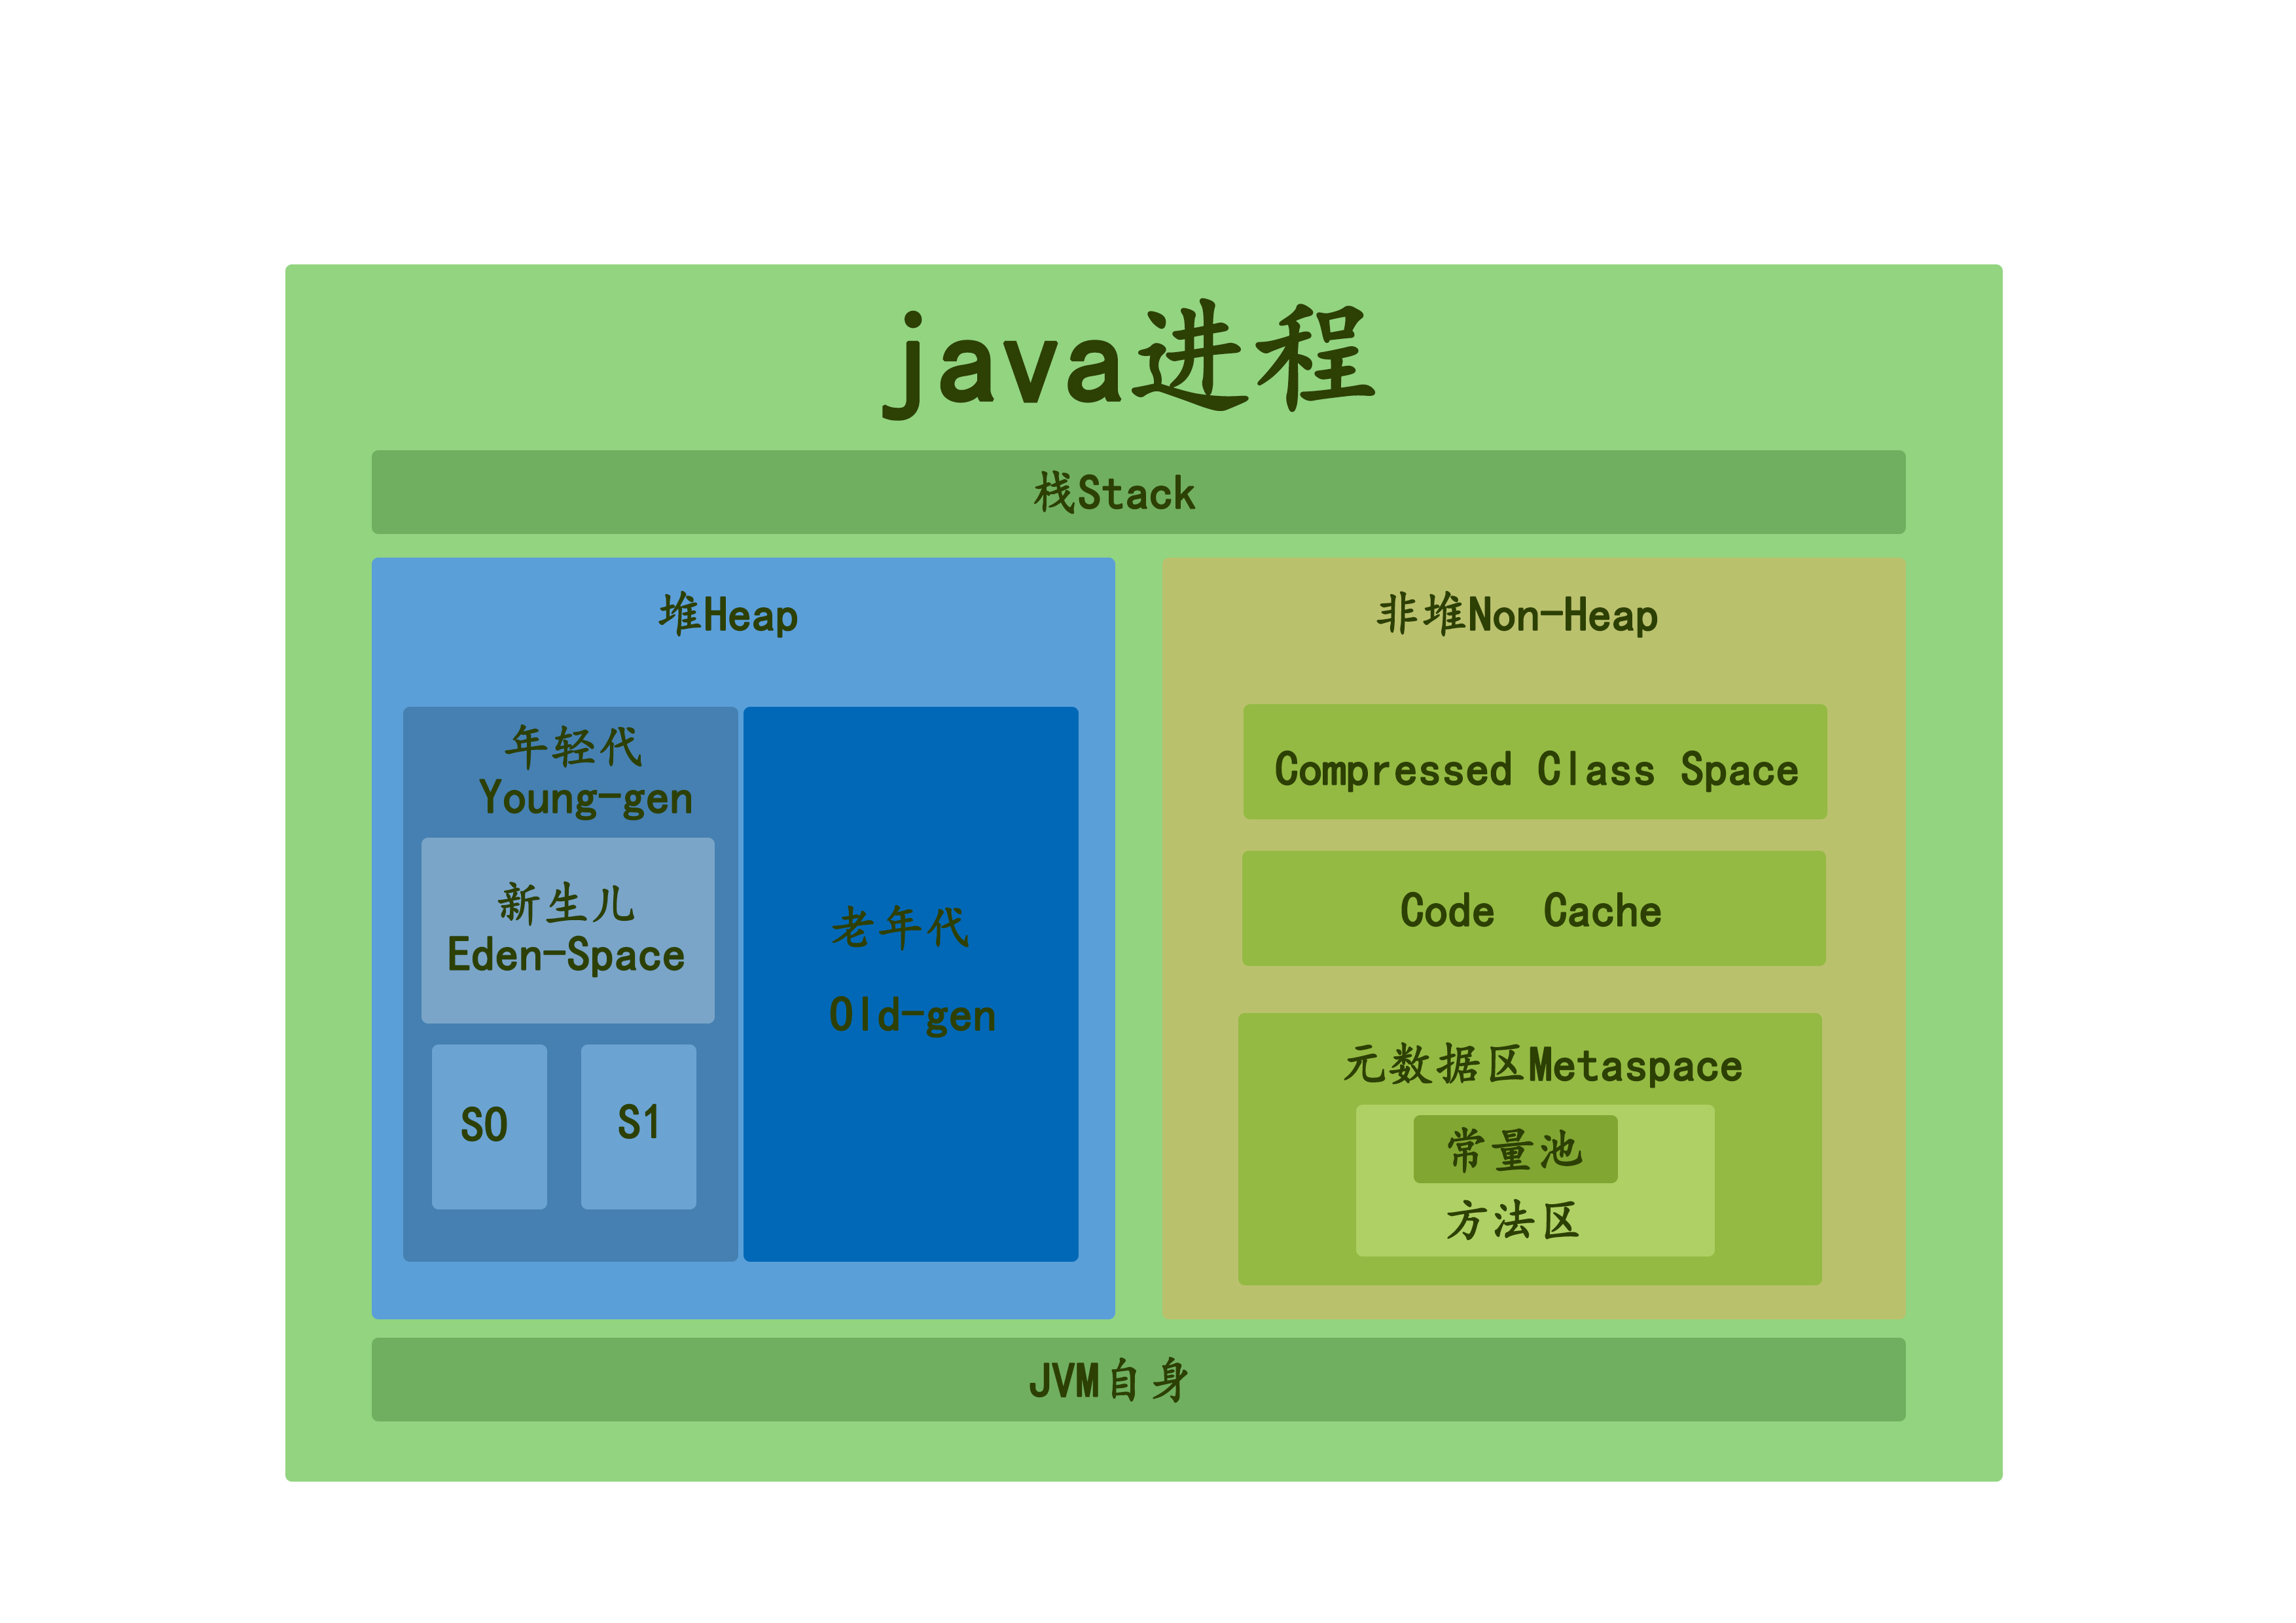 java进程
栈Stack
堆Heap
年轻代
Young-gen
新生儿
Eden-Space
S0
S1
老年代
Old-gen
非堆Non-Heap
Compressed Class Space
Code Cache
元数据区Metaspace
常量池
方法区
JVM自身